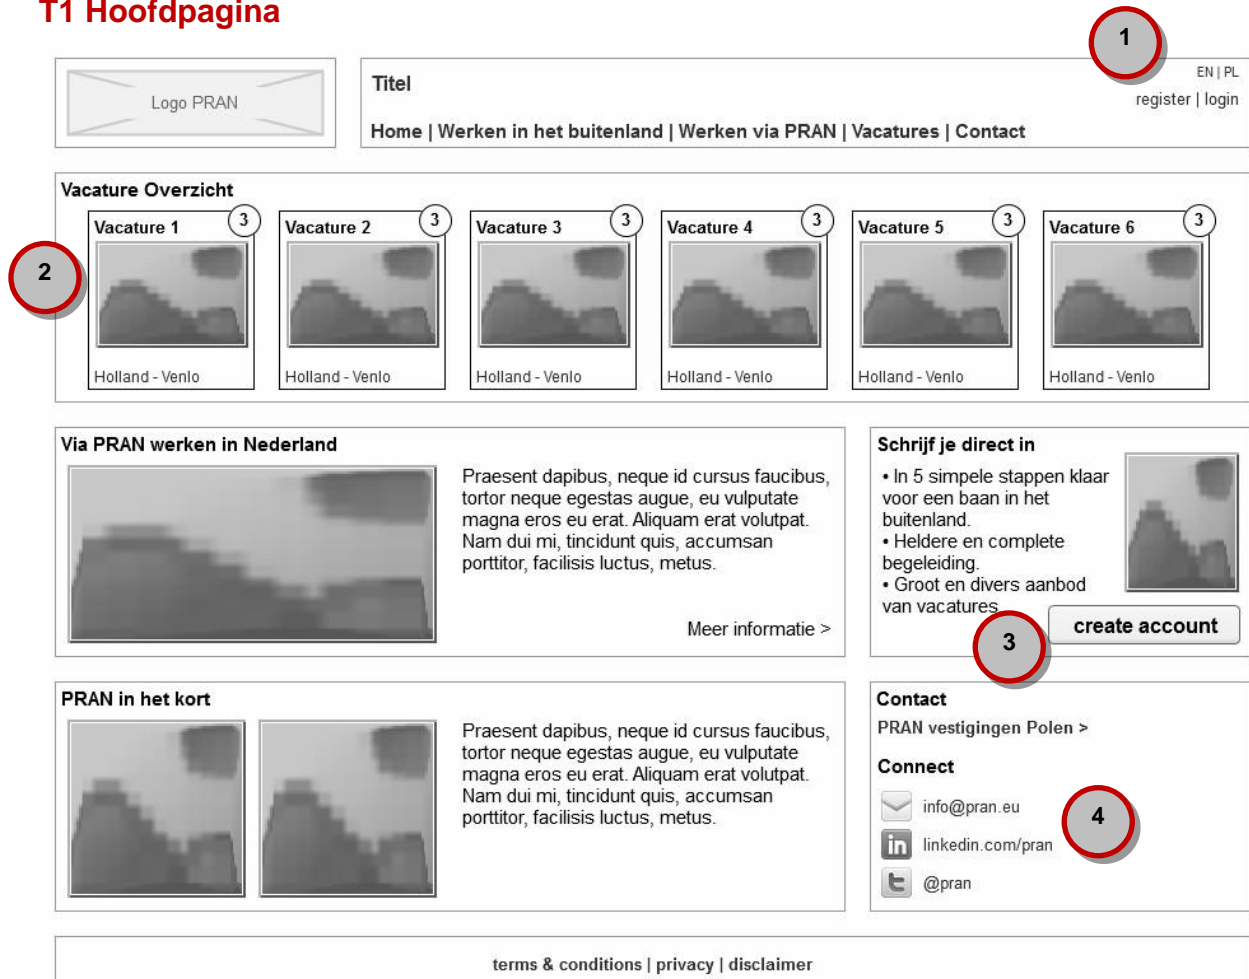 T1 Hoofdpagina
1
Logo PRAN
Titel
EN | PL
register | login
Home | Werken in het buitenland | Werken via PRAN | Vacatures | Contact
Vacature Overzicht
2
Vacature 1 3
Holland - Venlo
Vacature 2 3
Holland - Venlo
Vacature 3 3
Holland - Venlo
Vacature 4 3
Holland - Venlo
Vacature 5 3
Holland - Venlo
Vacature 6 3
Holland - Venlo
Via PRAN werken in Nederland
Praesent dapibus, neque id cursus faucibus,
tortor neque egestas augue, eu vulputate
magna eros eu erat. Aliquam erat volutpat.
Nam dui mi, tincidunt quis, accumsan
porttitor, facilisis luctus, metus.
Meer informatie >
Schrijf je direct in
• In 5 simpele stappen klaar
voor een baan in het
buitenland.
• Heldere en complete
begeleiding.
• Groot en divers aanbod
van vacatures
create account
3
PRAN in het kort
Praesent dapibus, neque id cursus faucibus,
tortor neque egestas augue, eu vulputate
magna eros eu erat. Aliquam erat volutpat.
Nam dui mi, tincidunt quis, accumsan
porttitor, facilisis luctus, metus.
Contact
PRAN vestigingen Polen >
Connect
info@pran.eu
4
in linkedin.com/pran
t @pran
terms & conditions | privacy | disclaimer